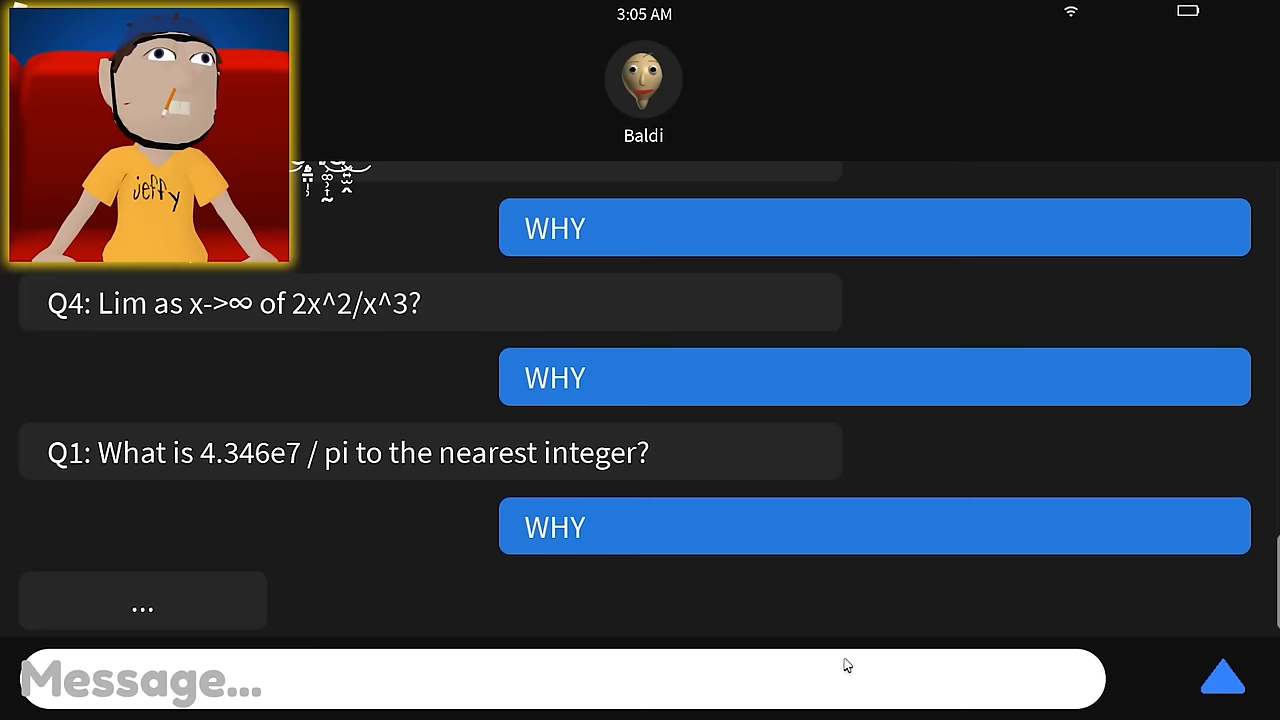 3:05 AM
Baldi
jeffy
WHY
Q4: Lim as x->∞ of 2x^2/x^3?
WHY
Q1: What is 4.346e7 / pi to the nearest integer?
WHY
...
Message...